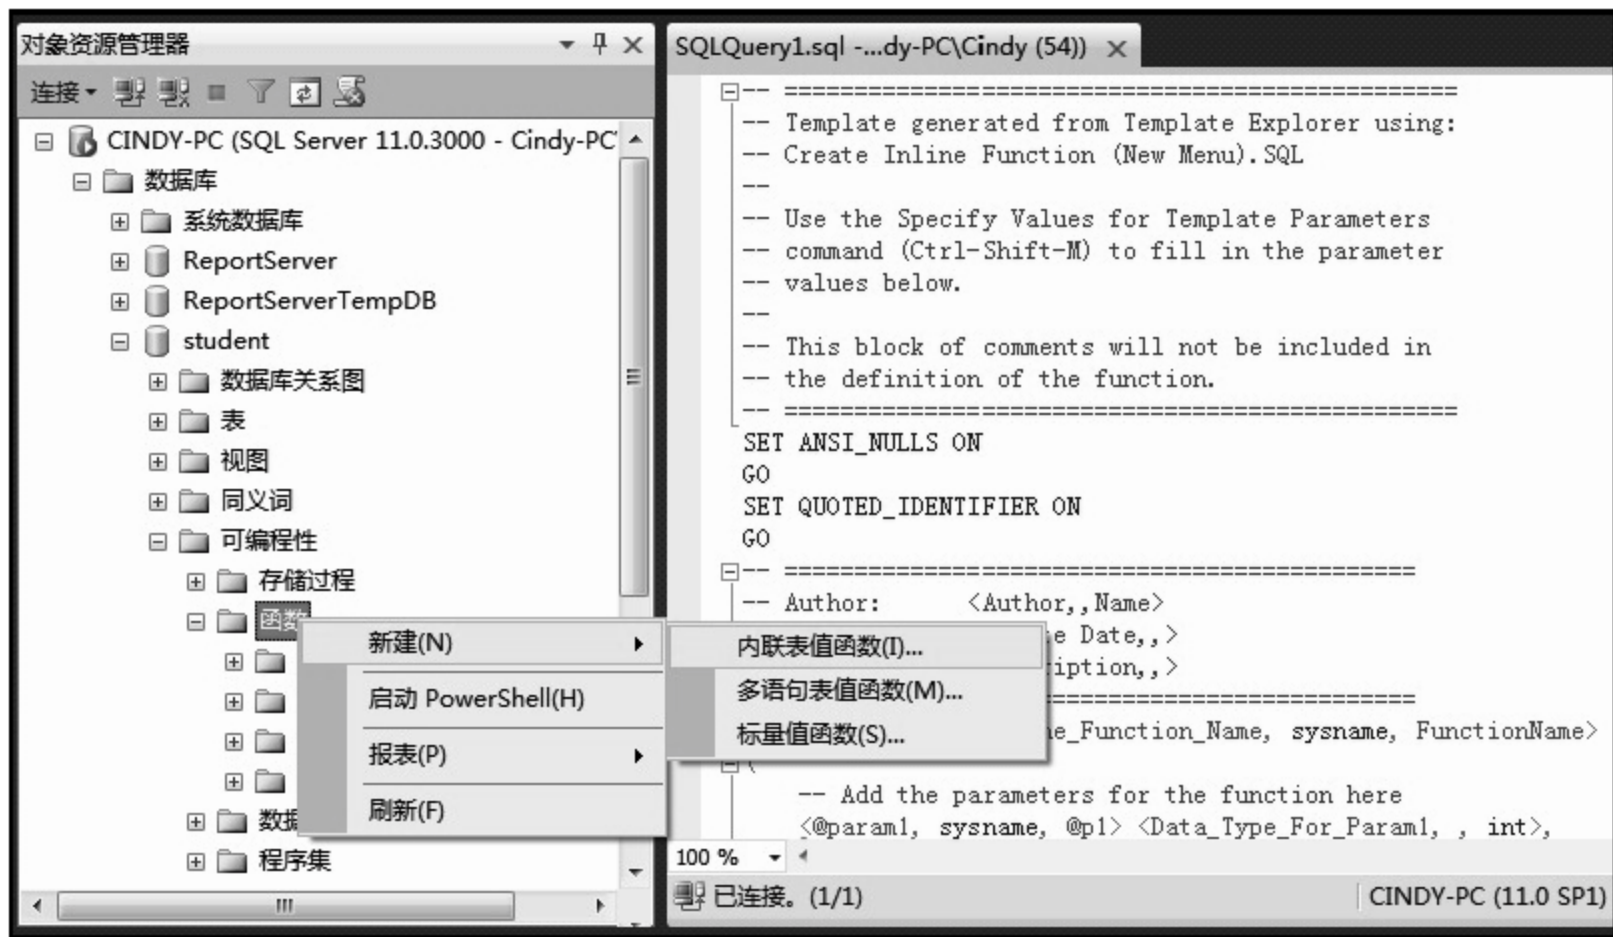 对象资源管理器
连接
CINDY-PC (SQL Server 11.0.3000 - Cindy-PC
数据库
系统数据库
ReportServer
ReportServerTempDB
student
数据库关系图
表
视图
同义词
可编程性
存储过程
函数
数据
程序集
新建(N)
启动 PowerShell(H)
报表(P)
刷新(F)
内联表值函数(I)...
多语句表值函数(M)...
标量值函数(S)...
SQLQuery1.sql -...dy-PC\Cindy (54))
-- ================================================
-- Template generated from Template Explorer using:
-- Create Inline Function (New Menu).SQL
--
-- Use the Specify Values for Template Parameters
-- command (Ctrl-Shift-M) to fill in the parameter
-- values below.
--
-- This block of comments will not be included in
-- the definition of the function.
-- ================================================
SET ANSI_NULLS ON
GO
SET QUOTED_IDENTIFIER ON
GO
-- =============================================
-- Author: <Author,,Name>
e Date,,>
iption,,>
e_Function_Name, sysname, FunctionName>
(
-- Add the parameters for the function here
<@param1, sysname, @p1> <Data_Type_For_Param1, , int>,
100 %
已连接。(1/1)
CINDY-PC (11.0 SP1)